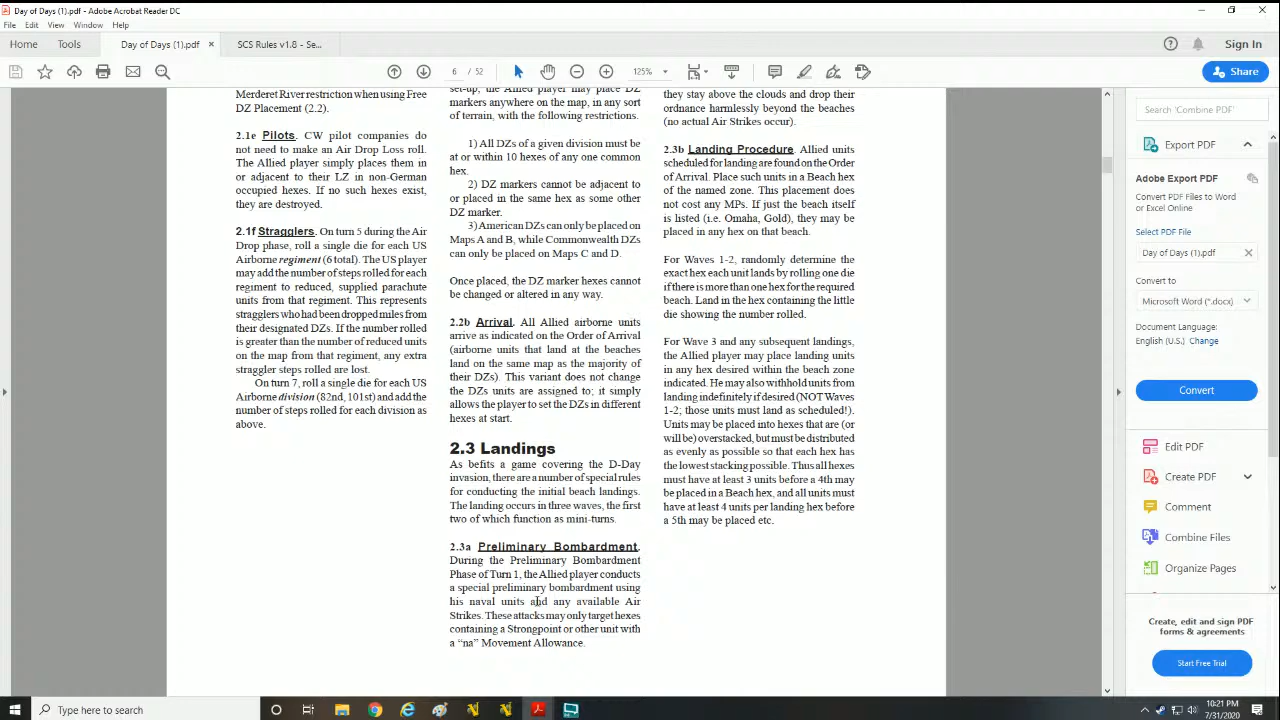 Day of Days (1).pdf - Adobe Acrobat Reader DC
File Edit View Window Help
Home Tools Day of Days (1).pdf × SCS Rules v1.8 - Se... Sign In
6 / 52 125% Share
Merderet River restriction when using Free
DZ Placement (2.2).
2.1e Pilots. CW pilot companies do
not need to make an Air Drop Loss roll.
The Allied player simply places them in
or adjacent to their LZ in non-German
occupied hexes. If no such hexes exist,
they are destroyed.
2.1f Stragglers. On turn 5 during the Air
Drop phase, roll a single die for each US
Airborne regiment (6 total). The US player
may add the number of steps rolled for each
regiment to reduced, supplied parachute
units from that regiment. This represents
stragglers who had been dropped miles from
their designated DZs. If the number rolled
is greater than the number of reduced units
on the map from that regiment, any extra
straggler steps rolled are lost.
On turn 7, roll a single die for each US
Airborne division (82nd, 101st) and add the
number of steps rolled for each division as
above.
set-up, the Allied player may place DZ
markers anywhere on the map, in any sort
of terrain, with the following restrictions.
1) All DZs of a given division must be
at or within 10 hexes of any one common
hex.
2) DZ markers cannot be adjacent to
or placed in the same hex as some other
DZ marker.
3) American DZs can only be placed on
Maps A and B, while Commonwealth DZs
can only be placed on Maps C and D.
Once placed, the DZ marker hexes cannot
be changed or altered in any way.
2.2b Arrival. All Allied airborne units
arrive as indicated on the Order of Arrival
(airborne units that land at the beaches
land on the same map as the majority of
their DZs). This variant does not change
the DZs units are assigned to; it simply
allows the player to set the DZs in different
hexes at start.
2.3 Landings
As befits a game covering the D-Day
invasion, there are a number of special rules
for conducting the initial beach landings.
The landing occurs in three waves, the first
two of which function as mini-turns.
2.3a Preliminary Bombardment.
During the Preliminary Bombardment
Phase of Turn 1, the Allied player conducts
a special preliminary bombardment using
his naval units and any available Air
Strikes. These attacks may only target hexes
containing a Strongpoint or other unit with
a “na” Movement Allowance.
they stay above the clouds and drop their
ordnance harmlessly beyond the beaches
(no actual Air Strikes occur).
2.3b Landing Procedure. Allied units
scheduled for landing are found on the Order
of Arrival. Place such units in a Beach hex
of the named zone. This placement does
not cost any MPs. If just the beach itself
is listed (i.e. Omaha, Gold), they may be
placed in any hex on that beach.
For Waves 1-2, randomly determine the
exact hex each unit lands by rolling one die
if there is more than one hex for the required
beach. Land in the hex containing the little
die showing the number rolled.
For Wave 3 and any subsequent landings,
the Allied player may place landing units
in any hex desired within the beach zone
indicated. He may also withhold units from
landing indefinitely if desired (NOT Waves
1-2; those units must land as scheduled!).
Units may be placed into hexes that are (or
will be) overstacked, but must be distributed
as evenly as possible so that each hex has
the lowest stacking possible. Thus all hexes
must have at least 3 units before a 4th may
be placed in a Beach hex, and all units must
have at least 4 units per landing hex before
a 5th may be placed etc.
Search 'Combine PDF'
Export PDF
Adobe Export PDF
Convert PDF Files to Word
or Excel Online
Select PDF File
Day of Days (1).pdf
Convert to
Microsoft Word (*.docx)
Document Language:
English (U.S.) Change
Convert
Edit PDF
Create PDF
Comment
Combine Files
Organize Pages
Create, edit and sign PDF
forms & agreements
Start Free Trial
Type here to search
10:21 PM
7/31/2020